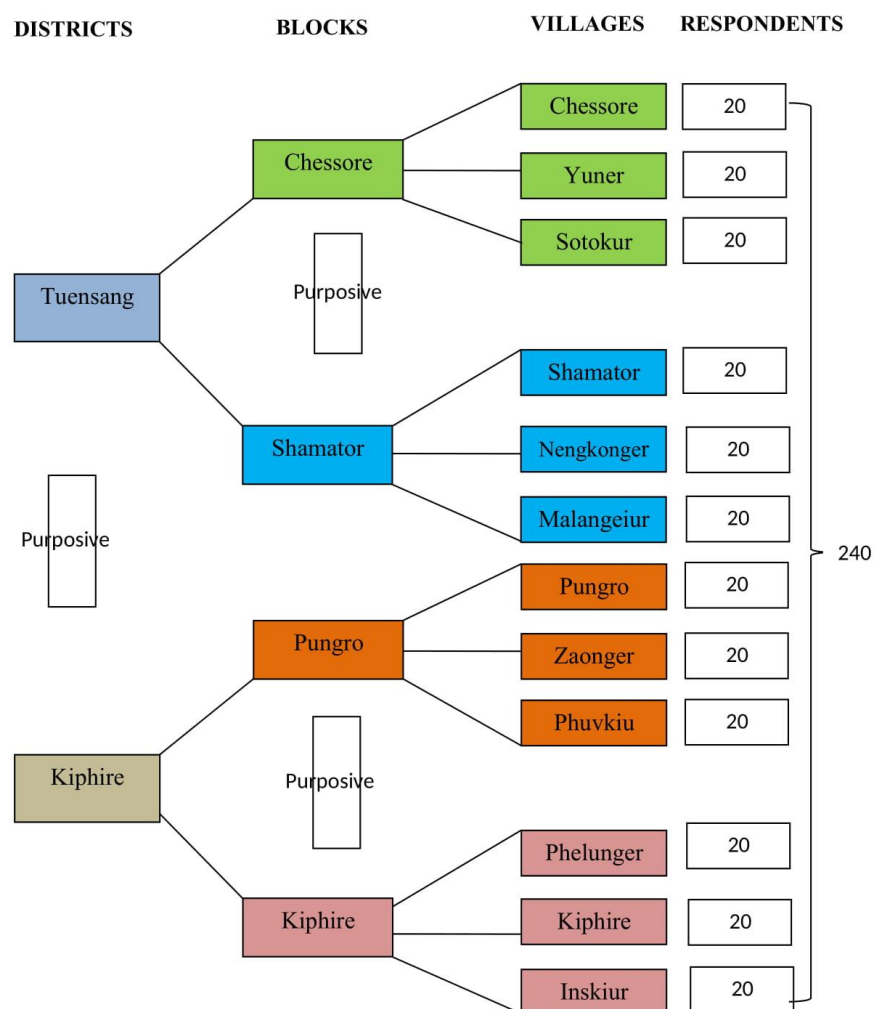 DISTRICTS BLOCKS VILLAGES RESPONDENTS
Chessore 20
Chessore
Yuner 20
Sotokur 20
Tuensang
Purposive
Shamator 20
Shamator
Nengkonger 20
Malangeiur 20
Purposive
240
Pungro 20
Pungro
Zaonger 20
Phuvkiu 20
Kiphire
Purposive
Phelunger 20
Kiphire
Kiphire 20
Inskiur 20